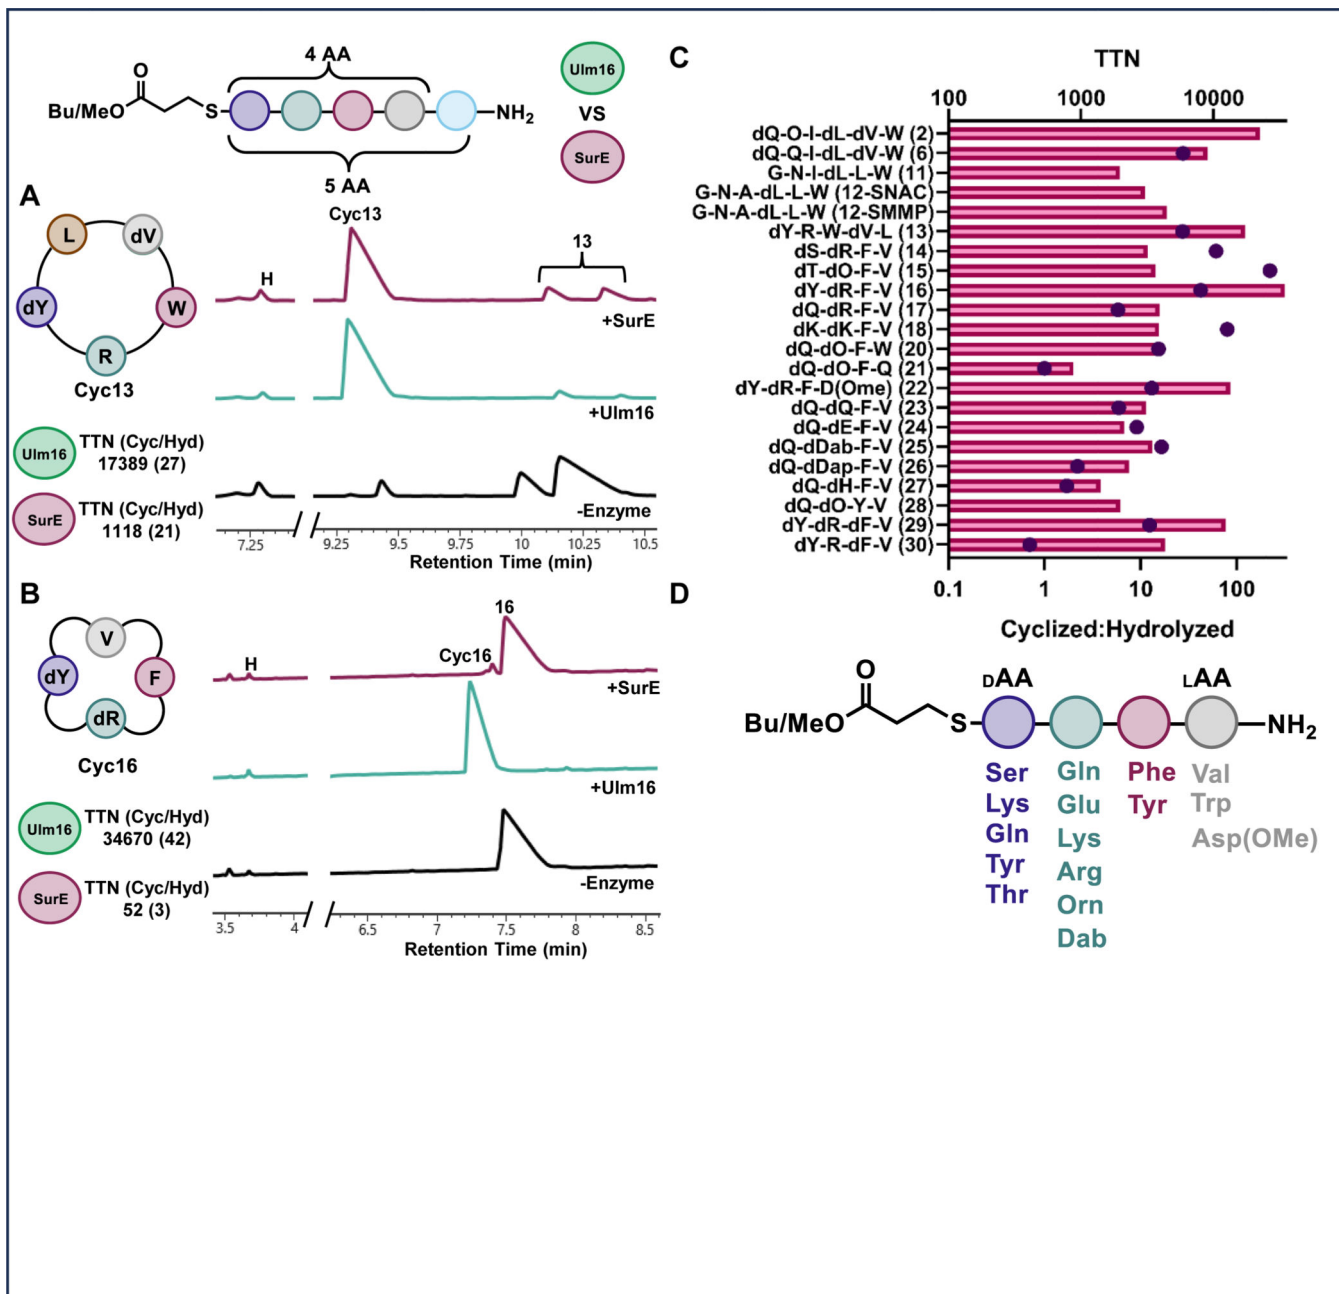 4 AA
O
Bu/MeO
S
NH2
5 AA
Ulm16
VS
SurE
A
L
dV
dY
W
R
Cyc13
Ulm16
TTN (Cyc/Hyd)
17389 (27)
SurE
TTN (Cyc/Hyd)
1118 (21)
Cyc13
13
H
+SurE
+Ulm16
-Enzyme
7.25 9.25 9.5 9.75 10 10.25 10.5
Retention Time (min)
B
V
dY
F
dR
Cyc16
Ulm16
TTN (Cyc/Hyd)
34670 (42)
SurE
TTN (Cyc/Hyd)
52 (3)
16
Cyc16
H
+SurE
+Ulm16
-Enzyme
3.5 4 6.5 7 7.5 8 8.5
Retention Time (min)
C
TTN
100 1000 10000
dQ-O-I-dL-dV-W (2)
dQ-Q-I-dL-dV-W (6)
G-N-I-dL-L-W (11)
G-N-A-dL-L-W (12-SNAC)
G-N-A-dL-L-W (12-SMMP)
dY-R-W-dV-L (13)
dS-dR-F-V (14)
dT-dO-F-V (15)
dY-dR-F-V (16)
dQ-dR-F-V (17)
dK-dK-F-V (18)
dQ-dO-F-W (20)
dQ-dO-F-Q (21)
dY-dR-F-D(Ome) (22)
dQ-dQ-F-V (23)
dQ-dE-F-V (24)
dQ-dDab-F-V (25)
dQ-dDap-F-V (26)
dQ-dH-F-V (27)
dQ-dO-Y-V (28)
dY-dR-dF-V (29)
dY-R-dF-V (30)
0.1 1 10 100
Cyclized:Hydrolyzed
D
O
Bu/MeO
S
DAA
LAA
NH2
Ser
Lys
Gln
Tyr
Thr
Gln
Glu
Lys
Arg
Orn
Dab
Phe
Tyr
Val
Trp
Asp(OMe)